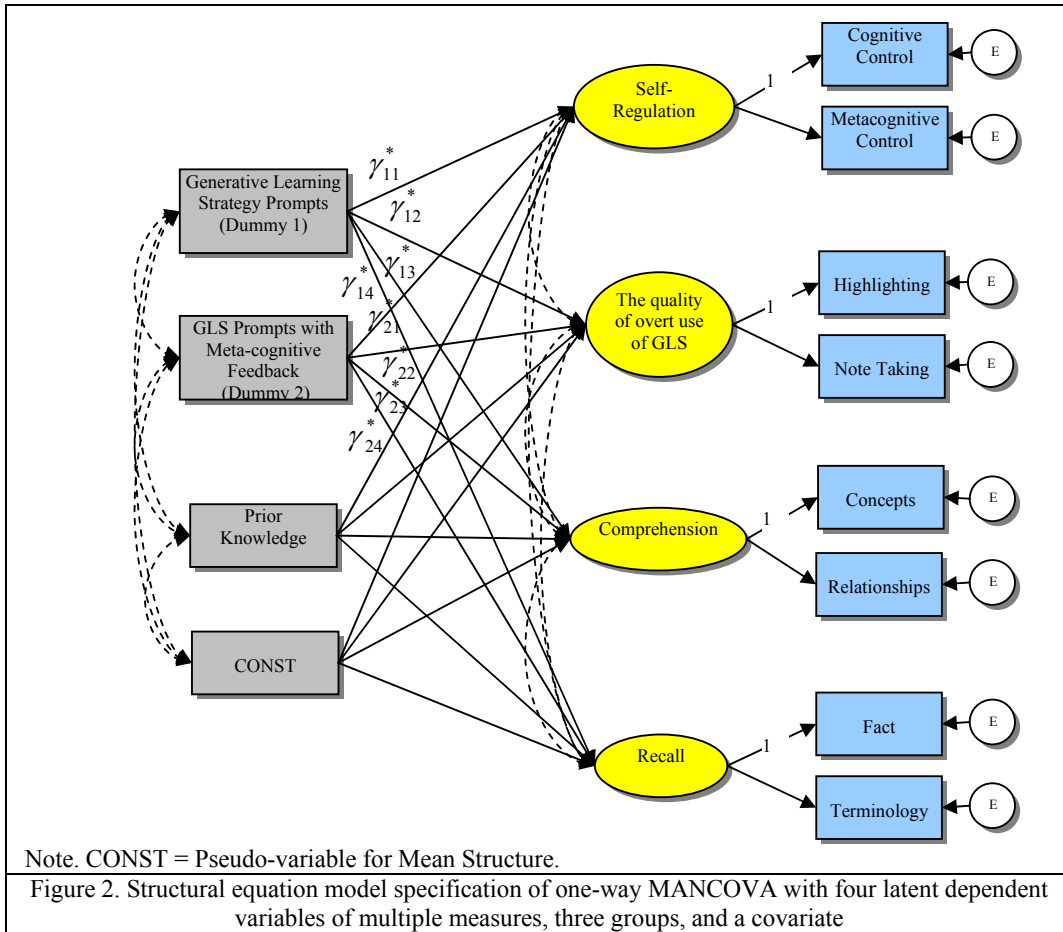 Cognitive
Control
E
1
Self-
Regulation
Metacognitive
Control
E
Generative Learning
Strategy Prompts
(Dummy 1)
γ*11
γ*12
γ*13
γ*14
γ*21
γ*22
γ*23
γ*24
GLS Prompts with
Meta-cognitive
Feedback
(Dummy 2)
The quality
of overt use
of GLS
1
Highlighting
E
Note Taking
E
Prior
Knowledge
Comprehension
1
Concepts
E
Relationships
E
CONST
Recall
1
Fact
E
Terminology
E
Note. CONST = Pseudo-variable for Mean Structure.
Figure 2. Structural equation model specification of one-way MANCOVA with four latent dependent
variables of multiple measures, three groups, and a covariate